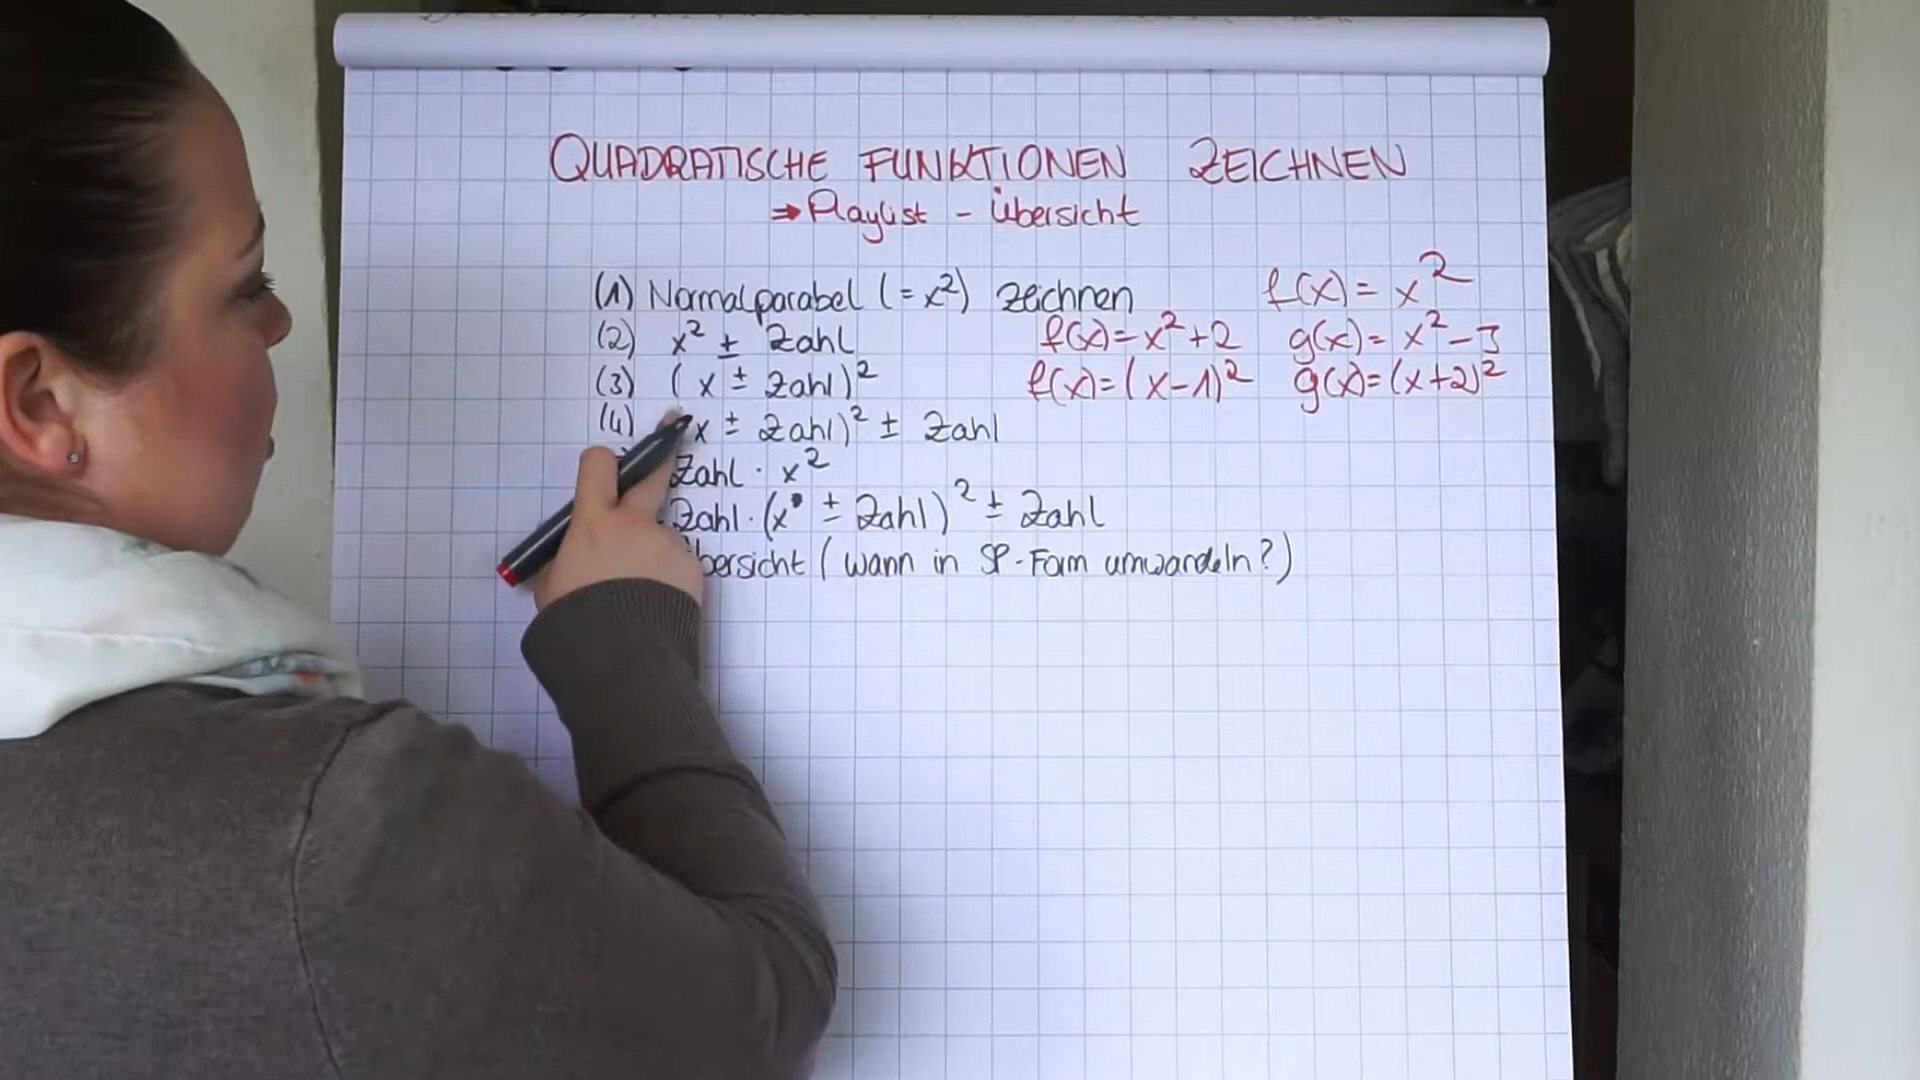 QUADRATISCHE FUNKTIONEN ZEICHNEN
⇒ Playlist - Übersicht
(1) Normalparabel (= x²) zeichnen f(x) = x²
(2) x² ± Zahl f(x) = x² + 2 g(x) = x² - 3
(3) (x ± Zahl)² f(x) = (x - 1)² g(x) = (x + 2)²
(4) x ± Zahl)² ± Zahl
Zahl · x²
Zahl · (x ± Zahl)² ± Zahl
bersicht (wann in SP-Form umwandeln?)